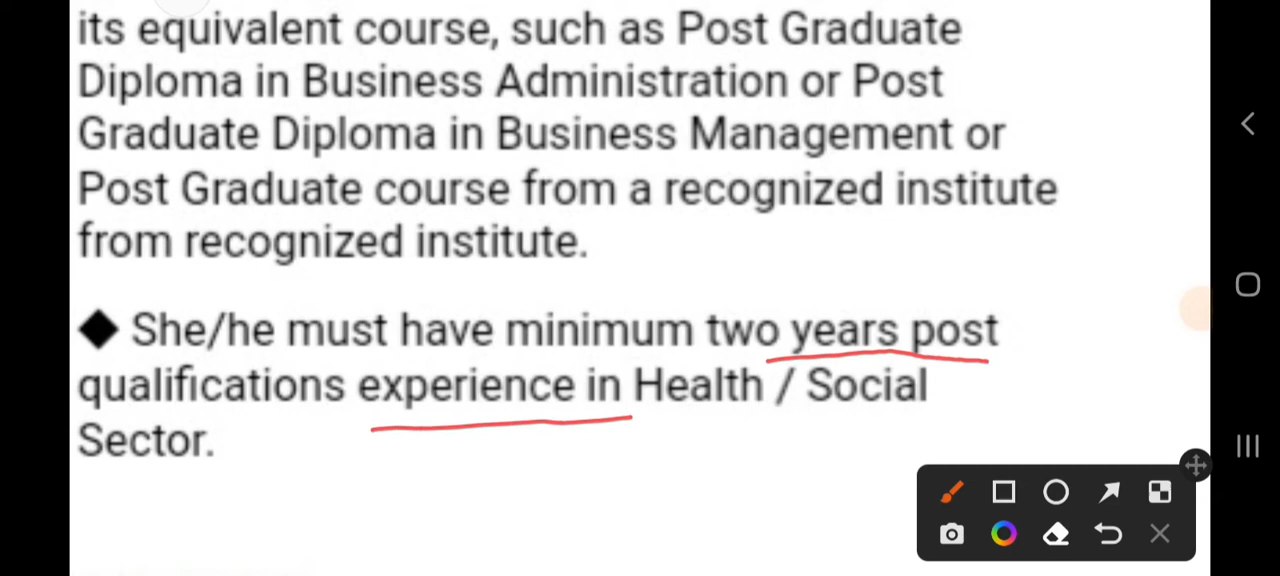 its equivalent course, such as Post Graduate
Diploma in Business Administration or Post
Graduate Diploma in Business Management or
Post Graduate course from a recognized institute
from recognized institute.
◆ She/he must have minimum two years post
qualifications experience in Health / Social
Sector.